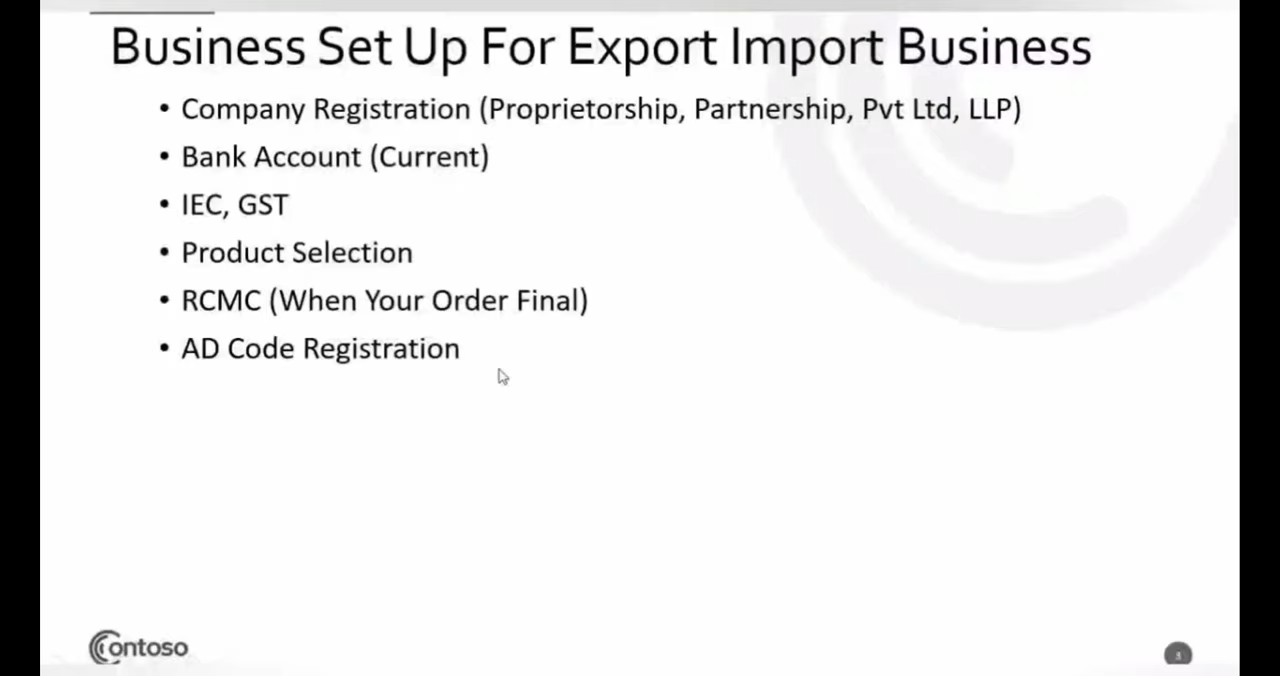 Business Set Up For Export Import Business
• Company Registration (Proprietorship, Partnership, Pvt Ltd, LLP)
• Bank Account (Current)
• IEC, GST
• Product Selection
• RCMC (When Your Order Final)
• AD Code Registration
Contoso
3